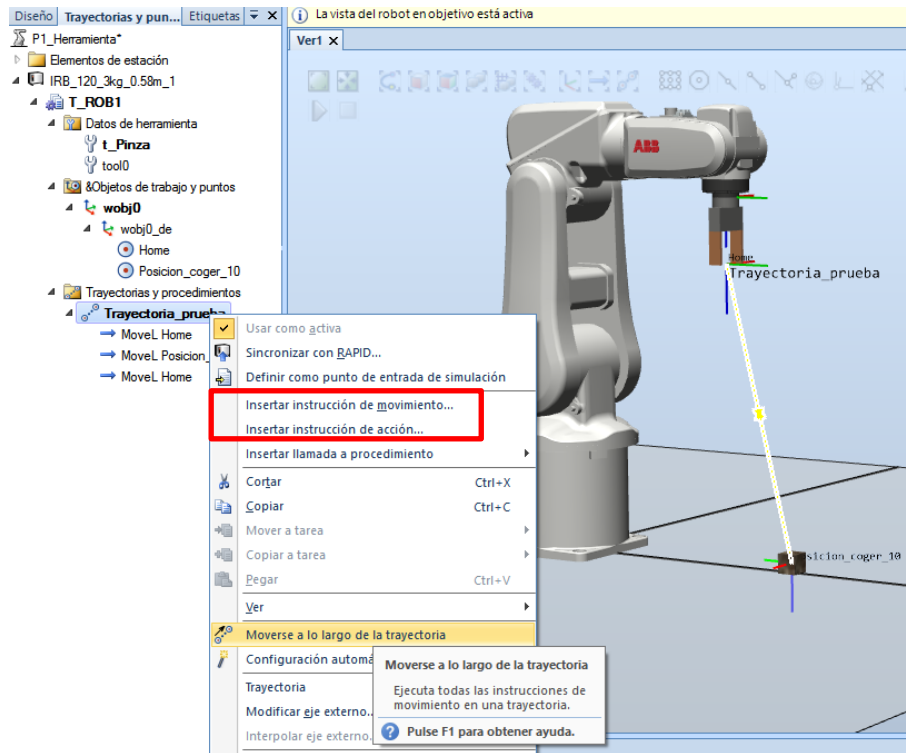 Diseño Trayectorias y pun... Etiquetas
La vista del robot en objetivo está activa
P1_Herramienta*
Ver1
Elementos de estación
IRB_120_3kg_0.58m_1
T_ROB1
Datos de herramienta
t_Pinza
tool0
&Objetos de trabajo y puntos
wobj0
wobj0_de
Home
Posicion_coger_10
Trayectorias y procedimientos
Trayectoria_prueba
MoveL Home
MoveL Posicion_
MoveL Home
ABB
Home
Trayectoria_prueba
sicion_coger_10
Usar como activa
Sincronizar con RAPID...
Definir como punto de entrada de simulación
Insertar instrucción de movimiento...
Insertar instrucción de acción...
Insertar llamada a procedimiento
Cortar Ctrl+X
Copiar Ctrl+C
Mover a tarea
Copiar a tarea
Pegar Ctrl+V
Ver
Moverse a lo largo de la trayectoria
Configuración automá
Trayectoria
Modificar eje externo..
Interpolar eje externo.
Moverse a lo largo de la trayectoria
Ejecuta todas las instrucciones de
movimiento en una trayectoria.
Pulse F1 para obtener ayuda.